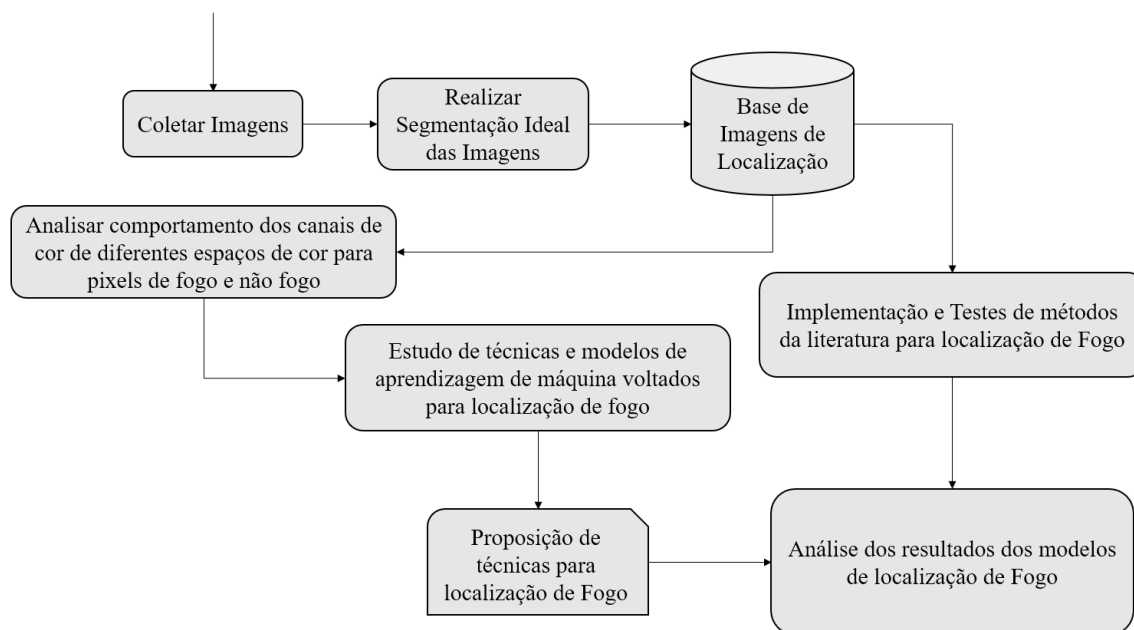 Coletar Imagens
Realizar
Segmentação Ideal
das Imagens
Base de
Imagens de
Localização
Analisar comportamento dos canais de
cor de diferentes espaços de cor para
pixels de fogo e não fogo
Implementação e Testes de métodos
da literatura para localização de Fogo
Estudo de técnicas e modelos de
aprendizagem de máquina voltados
para localização de fogo
Proposição de
técnicas para
localização de Fogo
Análise dos resultados dos modelos
de localização de Fogo